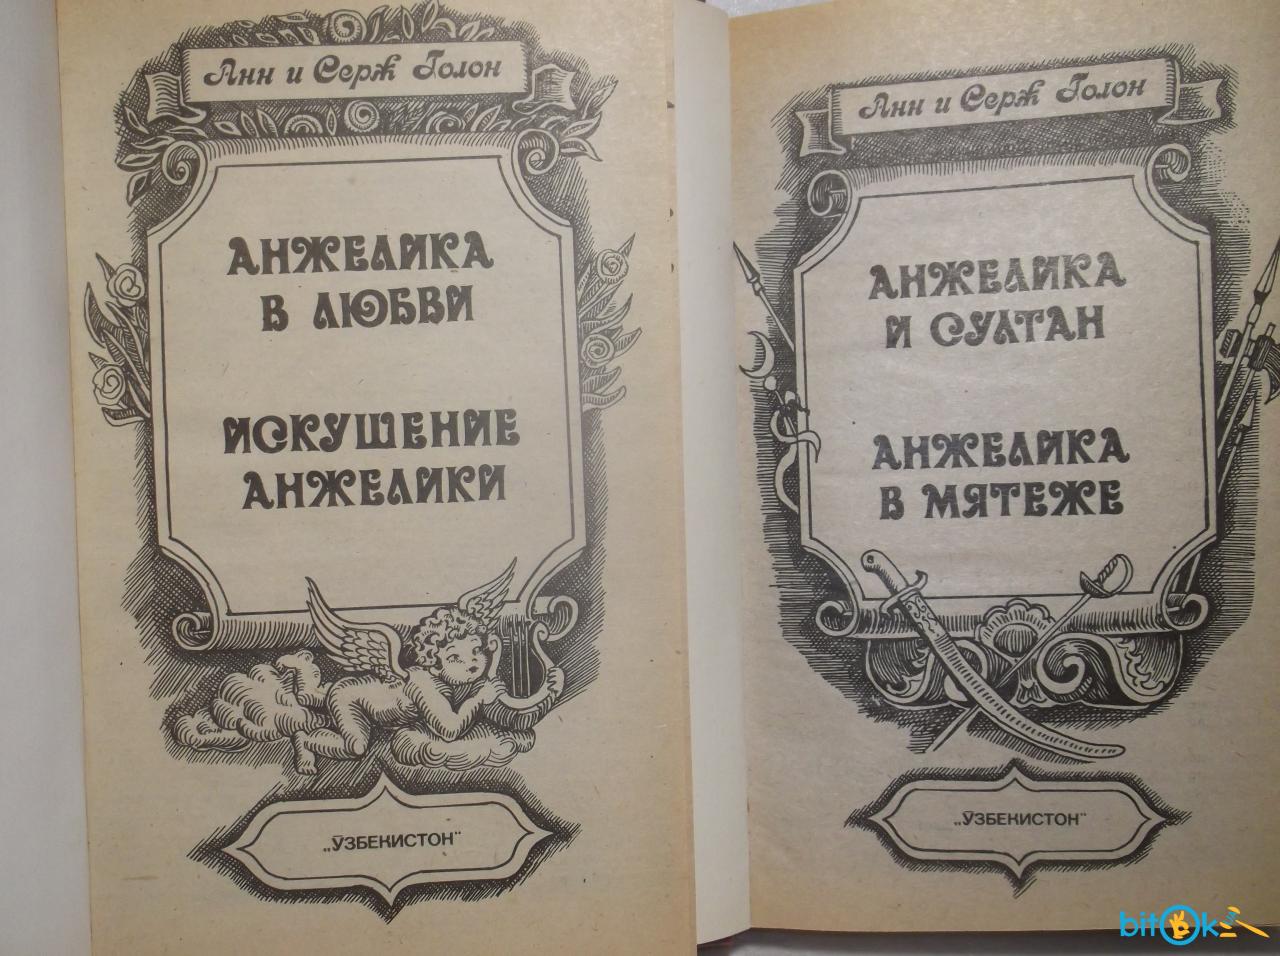 Анн и Серж Голон
АНЖЕЛИКА
В ЛЮБВИ
ИСКУШЕНИЕ
АНЖЕЛИКИ
„ЎЗБЕКИСТОН“
Анн и Серж Голон
АНЖЕЛИКА
И СУЛТАН
АНЖЕЛИКА
В МЯТЕЖЕ
„ЎЗБЕКИСТОН“
bitOk